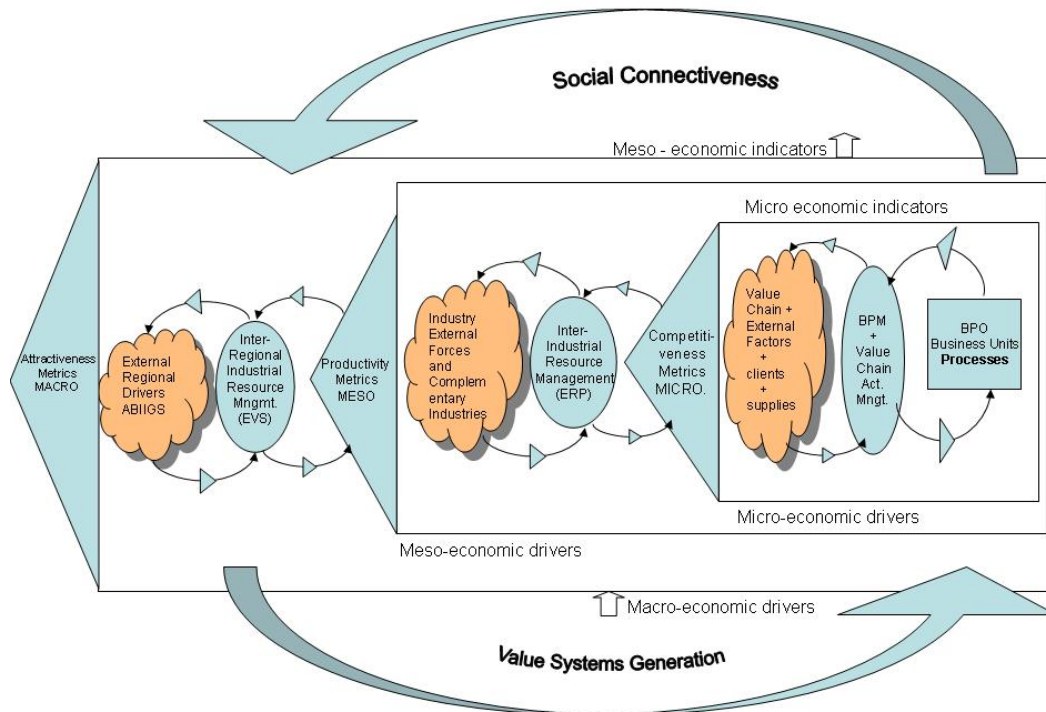 Social Connectiveness
Meso - economic indicators
Micro economic indicators
Attractiveness
Metrics
MACRO
External
Regional
Drivers
ABIIGS
Inter-
Regional
Industrial
Resource
Mngmt.
(EVS)
Productivity
Metrics
MESO
Industry
External
Forces
and
Complem
entary
Industries
Inter-
Industrial
Resource
Management
(ERP)
Competiti-
veness
Metrics
MICRO.
Value
Chain +
External
Factors
+
clients
+
supplies
BPM
+
Value
Chain
Act.
Mngt.
BPO
Business Units
Processes
Micro-economic drivers
Meso-economic drivers
Macro-economic drivers
Value Systems Generation